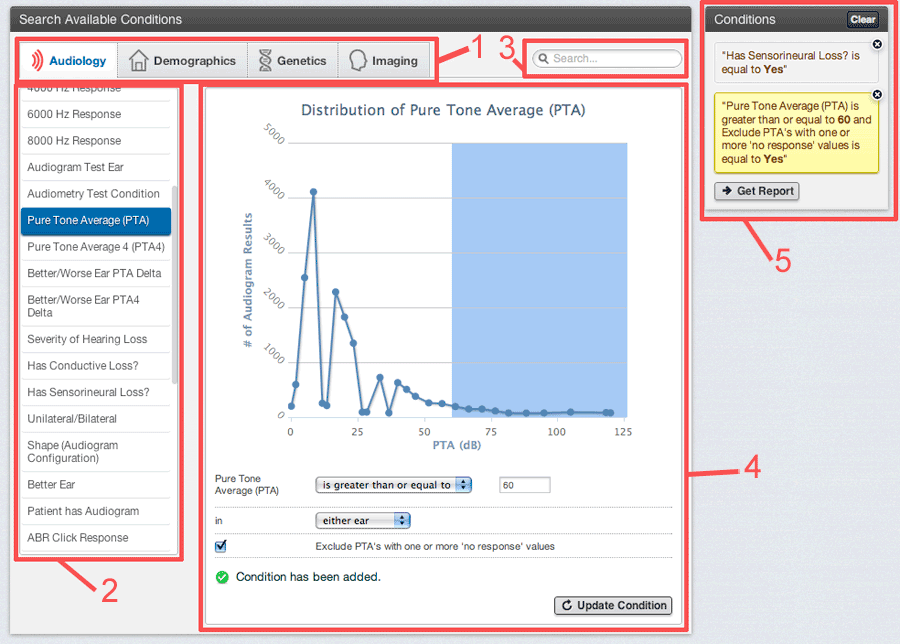 Search Available Conditions
Audiology
Demographics
Genetics
Imaging
1
3
Search...
4000 Hz Response
6000 Hz Response
8000 Hz Response
Audiogram Test Ear
Audiometry Test Condition
Pure Tone Average (PTA)
Pure Tone Average 4 (PTA4)
Better/Worse Ear PTA Delta
Better/Worse Ear PTA4
Delta
Severity of Hearing Loss
Has Conductive Loss?
Has Sensorineural Loss?
Unilateral/Bilateral
Shape (Audiogram
Configuration)
Better Ear
Patient has Audiogram
ABR Click Response
2
Distribution of Pure Tone Average (PTA)
# of Audiogram Results
5000
4000
3000
2000
1000
0
0
25
50
75
100
125
PTA (dB)
Pure Tone
Average (PTA)
is greater than or equal to
60
in
either ear
Exclude PTA's with one or more 'no response' values
Condition has been added.
Update Condition
4
Conditions
Clear
"Has Sensorineural Loss? is
equal to Yes"
"Pure Tone Average (PTA) is
greater than or equal to 60 and
Exclude PTA's with one or
more 'no response' values is
equal to Yes"
Get Report
5